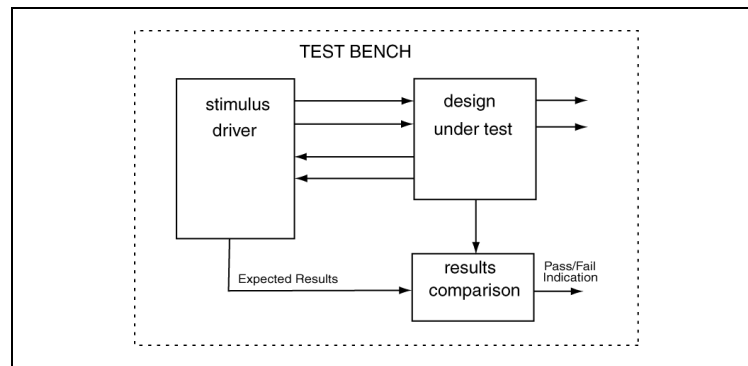 TEST BENCH
stimulus
driver
design
under test
results
comparison
Expected Results
Pass/Fail
Indication